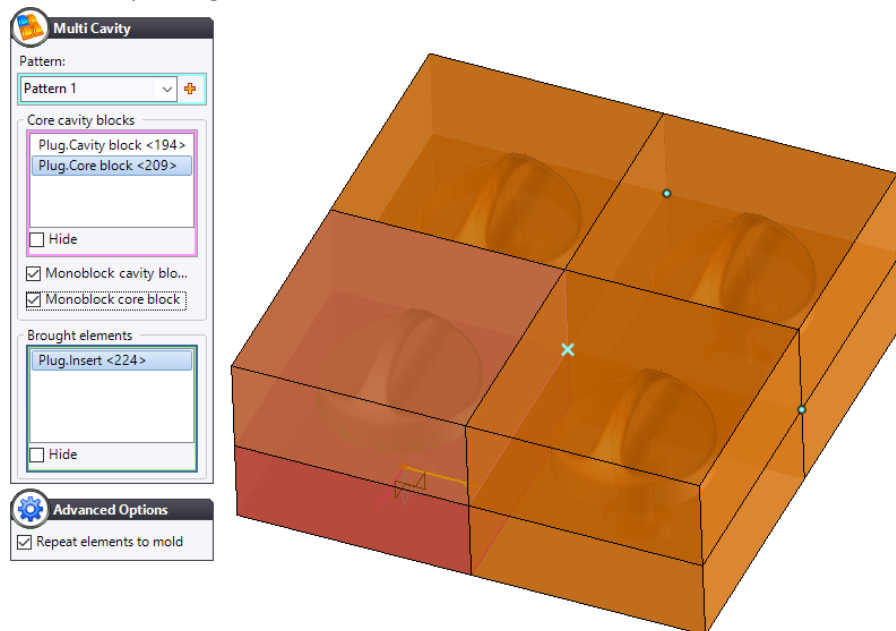 Multi Cavity
Pattern:
Pattern 1
Core cavity blocks
Plug.Cavity block <194>
Plug.Core block <209>
Hide
Monoblock cavity blo...
Monoblock core block
Brought elements
Plug.Insert <224>
Hide
Advanced Options
Repeat elements to mold